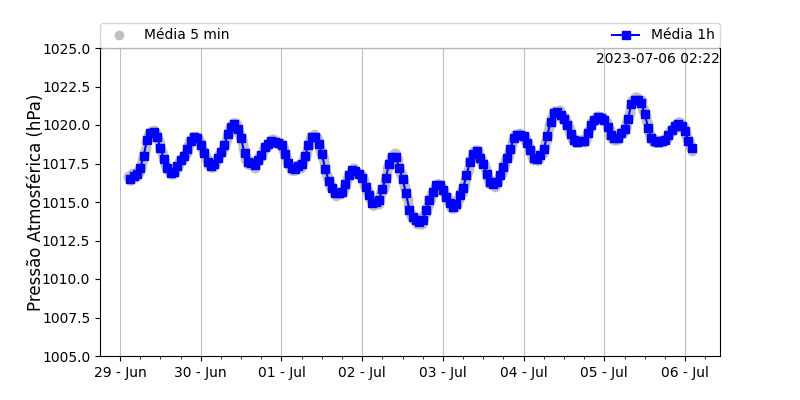 Média 5 min
Média 1h
2023-07-06 02:22
Pressão Atmosférica (hPa)
1025.0
1022.5
1020.0
1017.5
1015.0
1012.5
1010.0
1007.5
1005.0
29 - Jun
30 - Jun
01 - Jul
02 - Jul
03 - Jul
04 - Jul
05 - Jul
06 - Jul